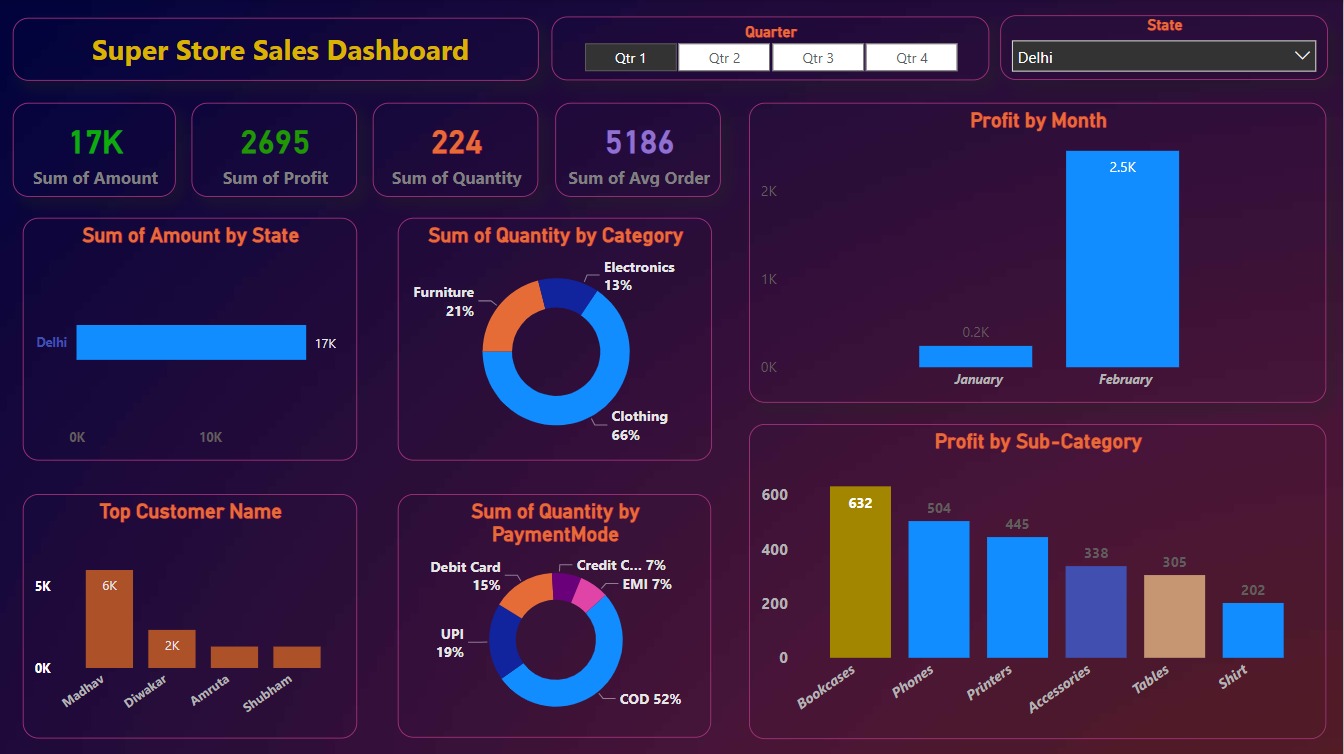 Super Store Sales Dashboard
Quarter
Qtr 1
Qtr 2
Qtr 3
Qtr 4
State
Delhi
17K
Sum of Amount
2695
Sum of Profit
224
Sum of Quantity
5186
Sum of Avg Order
Sum of Amount by State
Delhi
17K
0K
10K
Sum of Quantity by Category
Electronics
13%
Furniture
21%
Clothing
66%
Profit by Month
2K
1K
0K
0.2K
2.5K
January
February
Top Customer Name
5K
0K
6K
2K
Madhav
Diwakar
Amruta
Shubham
Sum of Quantity by
PaymentMode
Debit Card
15%
Credit C... 7%
EMI 7%
UPI
19%
COD 52%
Profit by Sub-Category
600
400
200
0
632
504
445
338
305
202
Bookcases
Phones
Printers
Accessories
Tables
Shirt